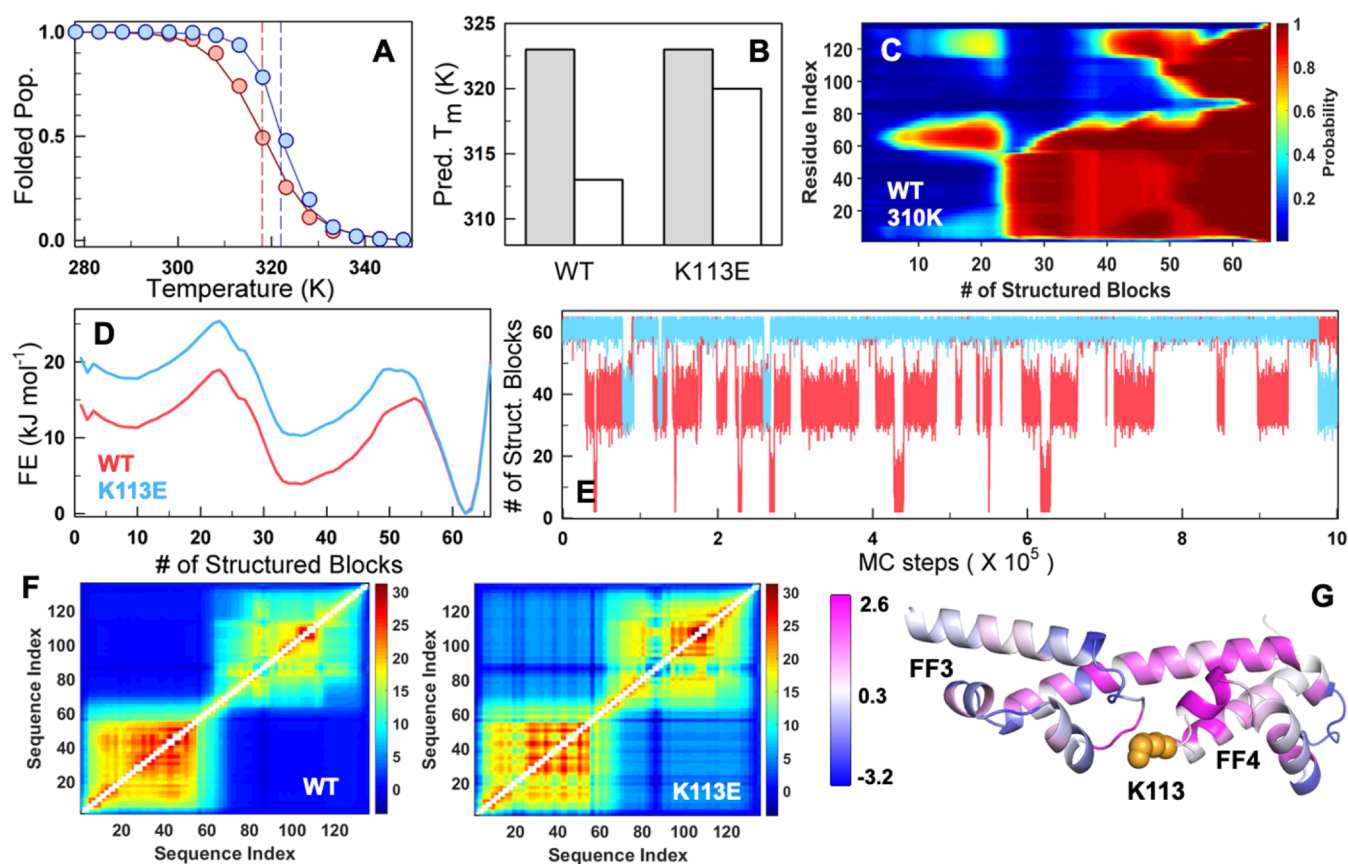 A
Folded Pop.
1.0
0.5
0.0
280
300
320
340
Temperature (K)
B
Pred. Tm (K)
325
320
315
310
WT
K113E
C
Residue Index
120
100
80
60
40
20
WT
310K
10
20
30
40
50
60
# of Structured Blocks
1
0.8
0.6
0.4
0.2
Probability
D
FE (kJ mol-1)
20
10
0
WT
K113E
0
10
20
30
40
50
60
# of Structured Blocks
E
# of Struct. Blocks
60
40
20
0
0
2
4
6
8
10
MC steps ( X 10^5 )
F
Sequence Index
120
100
80
60
40
20
WT
20
40
60
80
100
120
Sequence Index
30
25
20
15
10
5
0
Sequence Index
120
100
80
60
40
20
K113E
20
40
60
80
100
120
Sequence Index
30
25
20
15
10
5
0
2.6
0.3
-3.2
G
FF3
FF4
K113